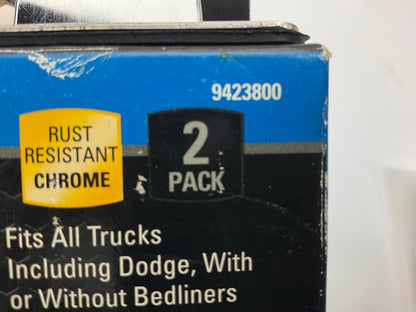 9423800
RUST
RESISTANT
CHROME
2
PACK
Fits All Trucks
Including Dodge, With
or Without Bedliners